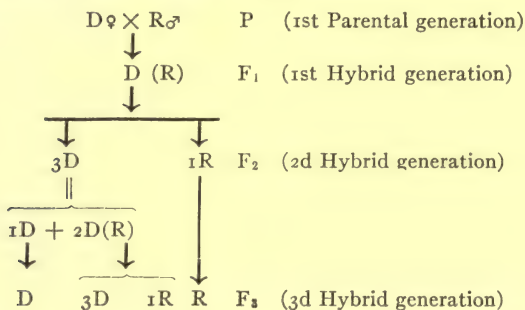 D♀ × R♂ P (1st Parental generation)
D (R) F₁ (1st Hybrid generation)
3D 1R F₂ (2d Hybrid generation)
1D + 2D(R)
D 3D 1R R F₃ (3d Hybrid generation)